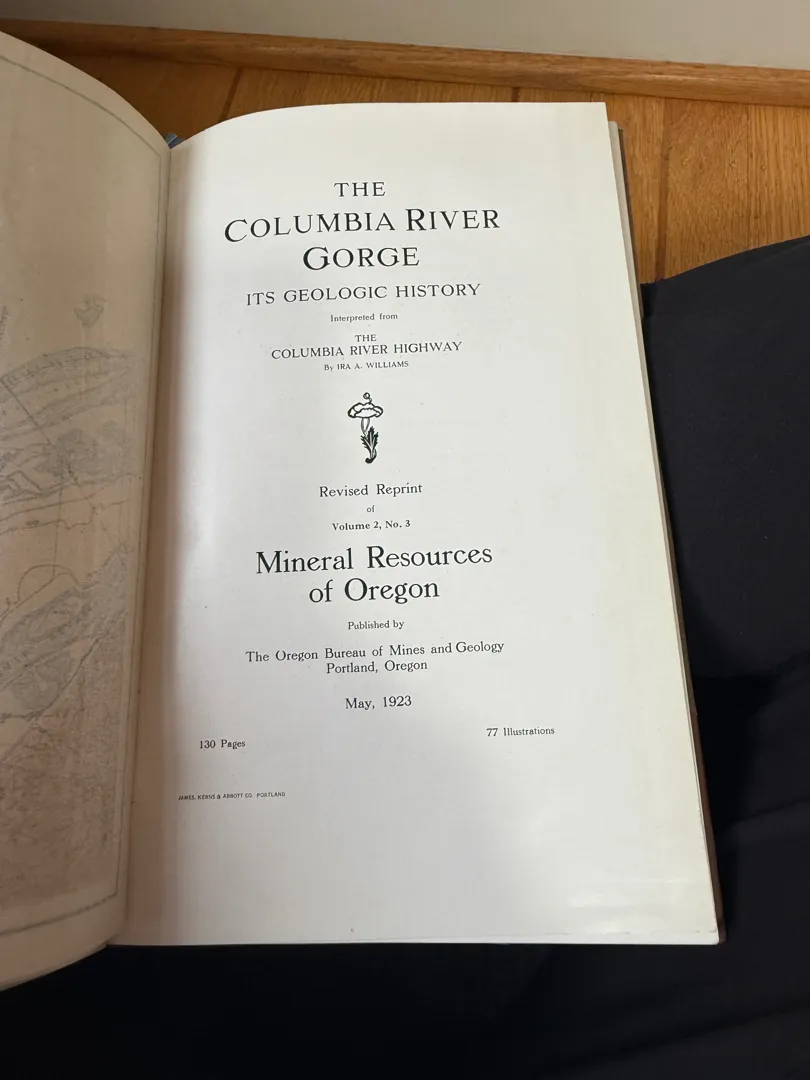 THE
COLUMBIA RIVER
GORGE
ITS GEOLOGIC HISTORY
Interpreted from
THE
COLUMBIA RIVER HIGHWAY
By IRA A. WILLIAMS
Revised Reprint
of
Volume 2, No. 3
Mineral Resources
of Oregon
Published by
The Oregon Bureau of Mines and Geology
Portland, Oregon
May, 1923
130 Pages
77 Illustrations
JAMES, KERNS & ABBOTT CO. PORTLAND